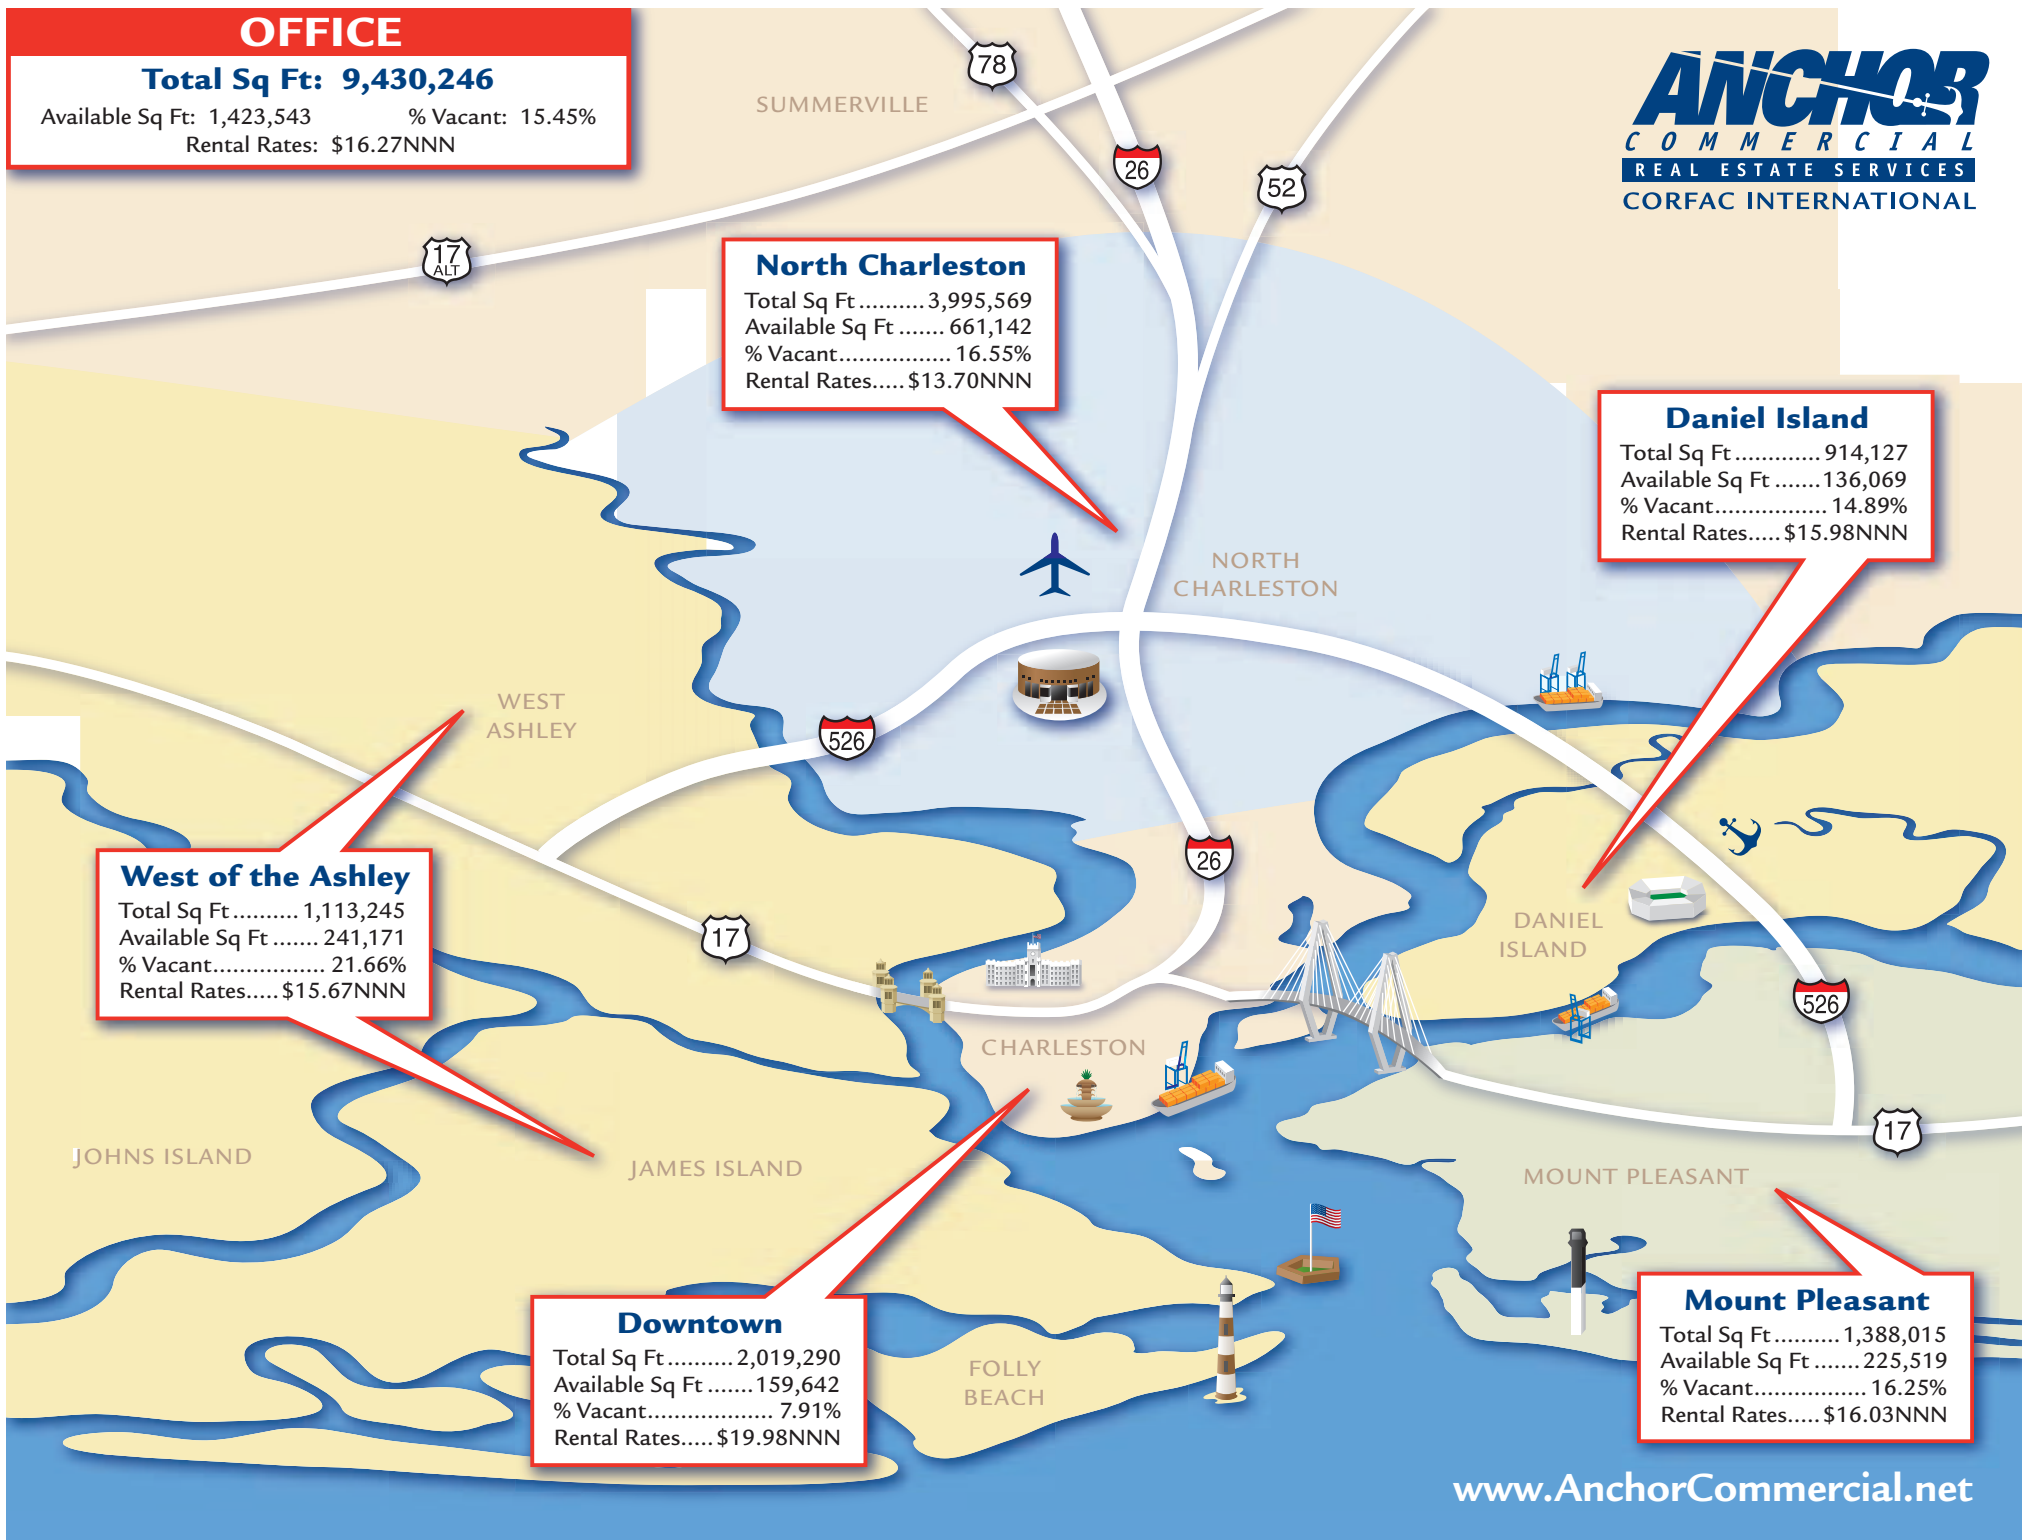 OFFICE
Total Sq Ft: 9,430,246
Available Sq Ft: 1,423,543 % Vacant: 15.45%
Rental Rates: $16.27NNN
ANCHOR
COMMERCIAL
REAL ESTATE SERVICES
CORFAC INTERNATIONAL
78
SUMMERVILLE
26
52
17
ALT
North Charleston
Total Sq Ft..........3,995,569
Available Sq Ft.......661,142
% Vacant.................16.55%
Rental Rates.....$13.70NNN
Daniel Island
Total Sq Ft.............914,127
Available Sq Ft.......136,069
% Vacant.................14.89%
Rental Rates.....$15.98NNN
NORTH
CHARLESTON
WEST
ASHLEY
526
26
West of the Ashley
Total Sq Ft..........1,113,245
Available Sq Ft.......241,171
% Vacant.................21.66%
Rental Rates.....$15.67NNN
17
DANIEL
ISLAND
526
CHARLESTON
17
JOHNS ISLAND
JAMES ISLAND
MOUNT PLEASANT
Downtown
Total Sq Ft..........2,019,290
Available Sq Ft.......159,642
% Vacant...................7.91%
Rental Rates.....$19.98NNN
FOLLY
BEACH
Mount Pleasant
Total Sq Ft..........1,388,015
Available Sq Ft.......225,519
% Vacant.................16.25%
Rental Rates.....$16.03NNN
www.AnchorCommercial.net